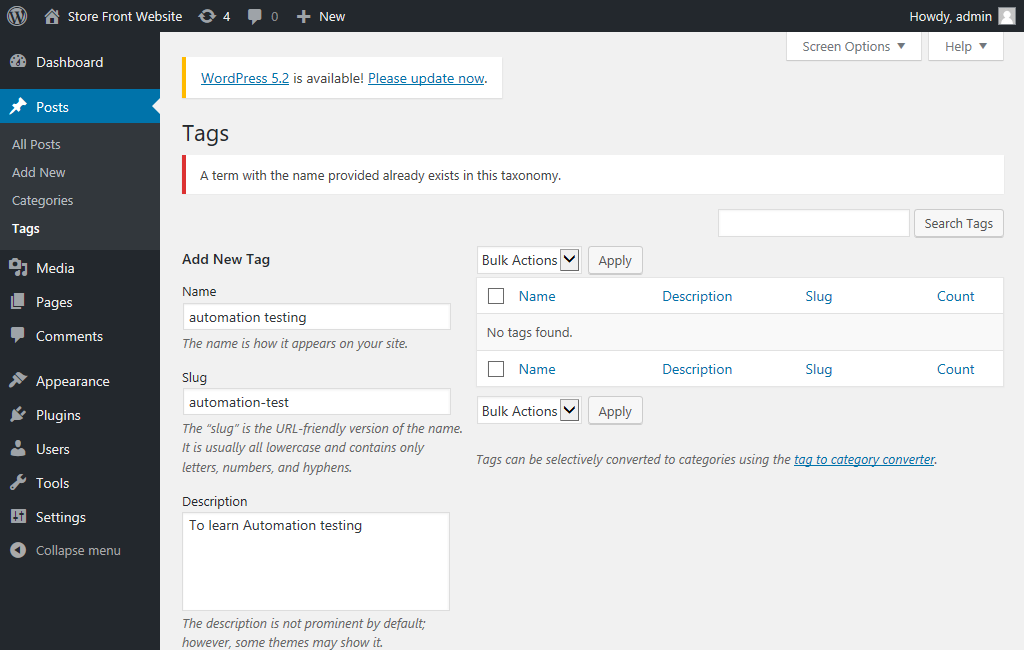 Store Front Website 4 0 New Howdy, admin
Screen Options Help
Dashboard
Posts
All Posts
Add New
Categories
Tags
Media
Pages
Comments
Appearance
Plugins
Users
Tools
Settings
Collapse menu
WordPress 5.2 is available! Please update now.
Tags
A term with the name provided already exists in this taxonomy.
Search Tags
Add New Tag
Name
automation testing
The name is how it appears on your site.
Slug
automation-test
The “slug” is the URL-friendly version of the name.
It is usually all lowercase and contains only
letters, numbers, and hyphens.
Description
To learn Automation testing
The description is not prominent by default;
however, some themes may show it.
Bulk Actions Apply
Name Description Slug Count
No tags found.
Name Description Slug Count
Bulk Actions Apply
Tags can be selectively converted to categories using the tag to category converter.